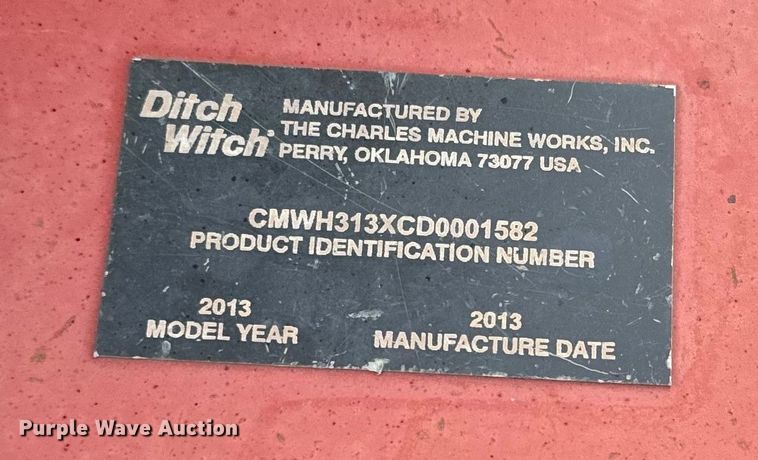 Ditch Witch®
MANUFACTURED BY
THE CHARLES MACHINE WORKS, INC.
PERRY, OKLAHOMA 73077 USA
CMWH313XCD0001582
PRODUCT IDENTIFICATION NUMBER
2013
MODEL YEAR
2013
MANUFACTURE DATE
Purple Wave Auction